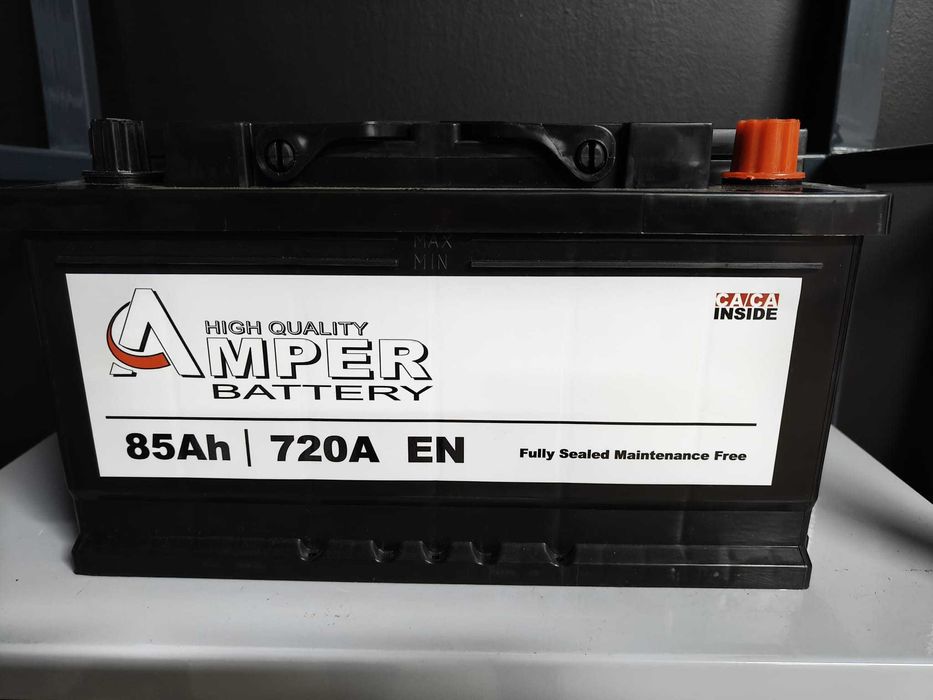 MAX
MIN
CA/CA
INSIDE
HIGH QUALITY
AMPER
BATTERY
85Ah | 720A EN
Fully Sealed Maintenance Free